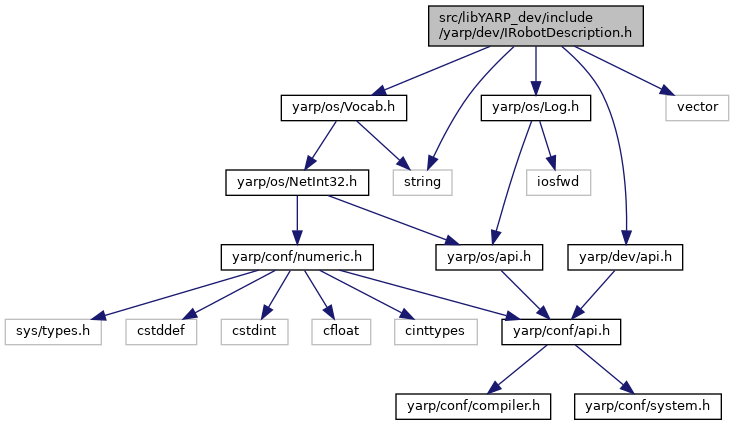 src/libYARP_dev/include
/yarp/dev/IRobotDescription.h
yarp/os/Vocab.h
yarp/os/Log.h
vector
yarp/os/NetInt32.h
string
iosfwd
yarp/conf/numeric.h
yarp/os/api.h
yarp/dev/api.h
sys/types.h
cstddef
cstdint
cfloat
cinttypes
yarp/conf/api.h
yarp/conf/compiler.h
yarp/conf/system.h